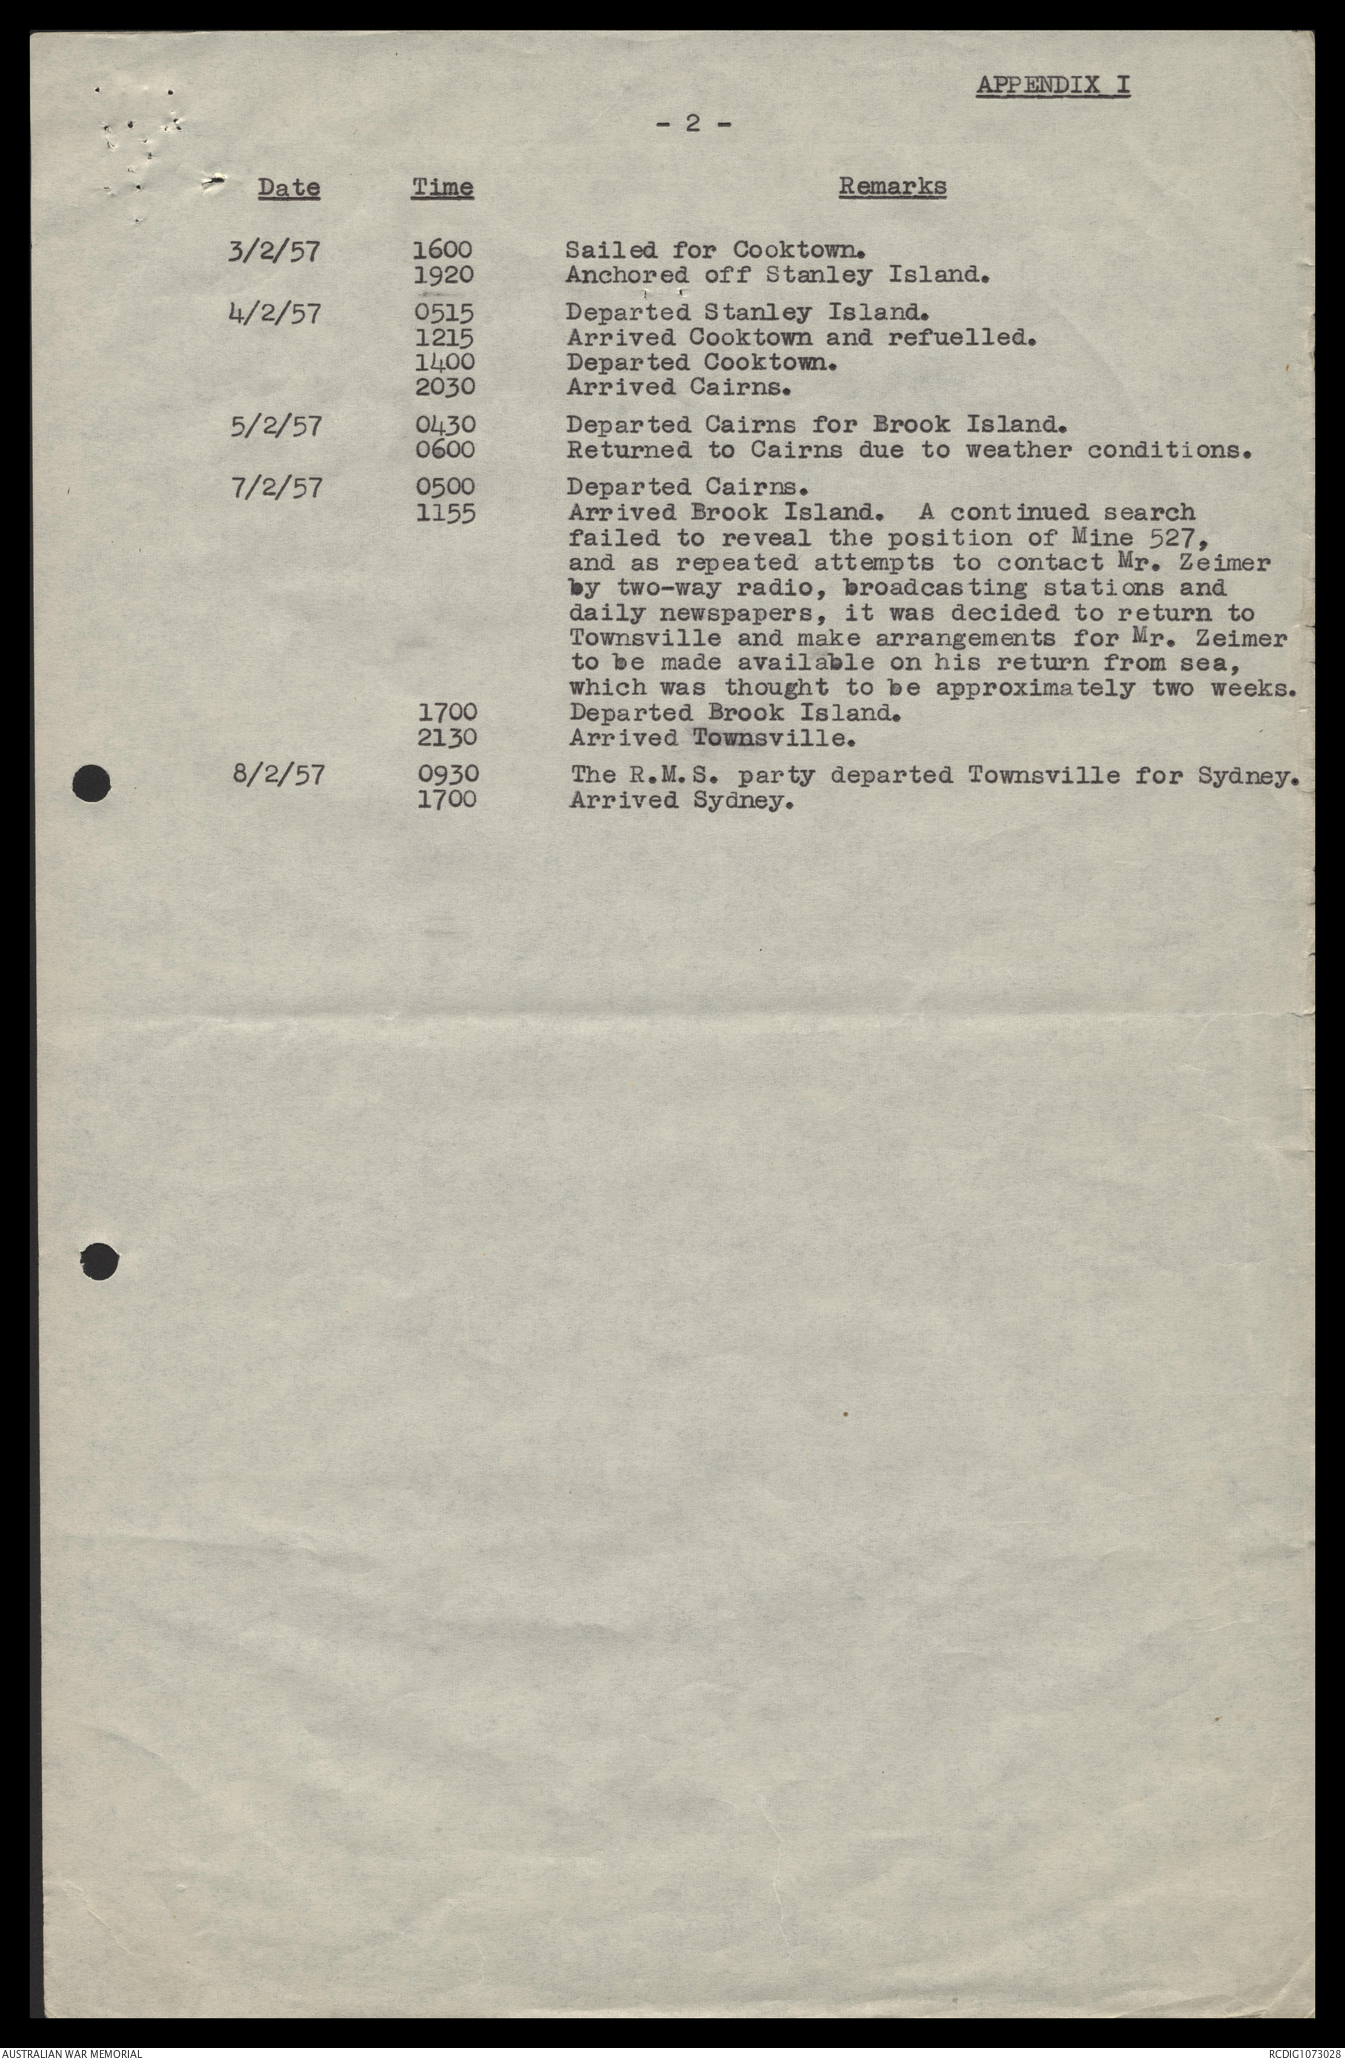 APPENDIX I
- 2 -
Date Time Remarks
3/2/57 1600 Sailed for Cooktown.
1920 Anchored off Stanley Island.
4/2/57 0515 Departed Stanley Island.
1215 Arrived Cooktown and refuelled.
1400 Departed Cooktown.
2030 Arrived Cairns.
5/2/57 0430 Departed Cairns for Brook Island.
0600 Returned to Cairns due to weather conditions.
7/2/57 0500 Departed Cairns.
1155 Arrived Brook Island. A continued search
failed to reveal the position of Mine 527,
and as repeated attempts to contact Mr. Zeimer
by two-way radio, broadcasting stations and
daily newspapers, it was decided to return to
Townsville and make arrangements for Mr. Zeimer
to be made available on his return from sea,
which was thought to be approximately two weeks.
1700 Departed Brook Island.
2130 Arrived Townsville.
8/2/57 0930 The R.M.S. party departed Townsville for Sydney.
1700 Arrived Sydney.
AUSTRALIAN WAR MEMORIAL RCDIG1073028